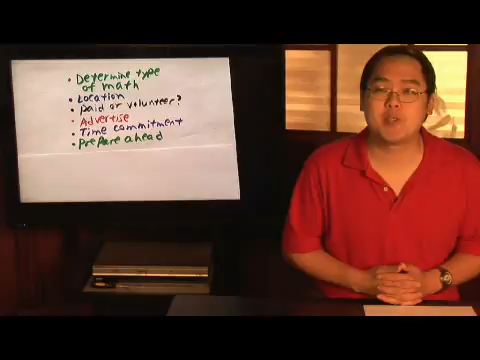 • Determine type
of math
• Location
• Paid or volunteer?
• Advertise
• Time commitment
• Prepare ahead